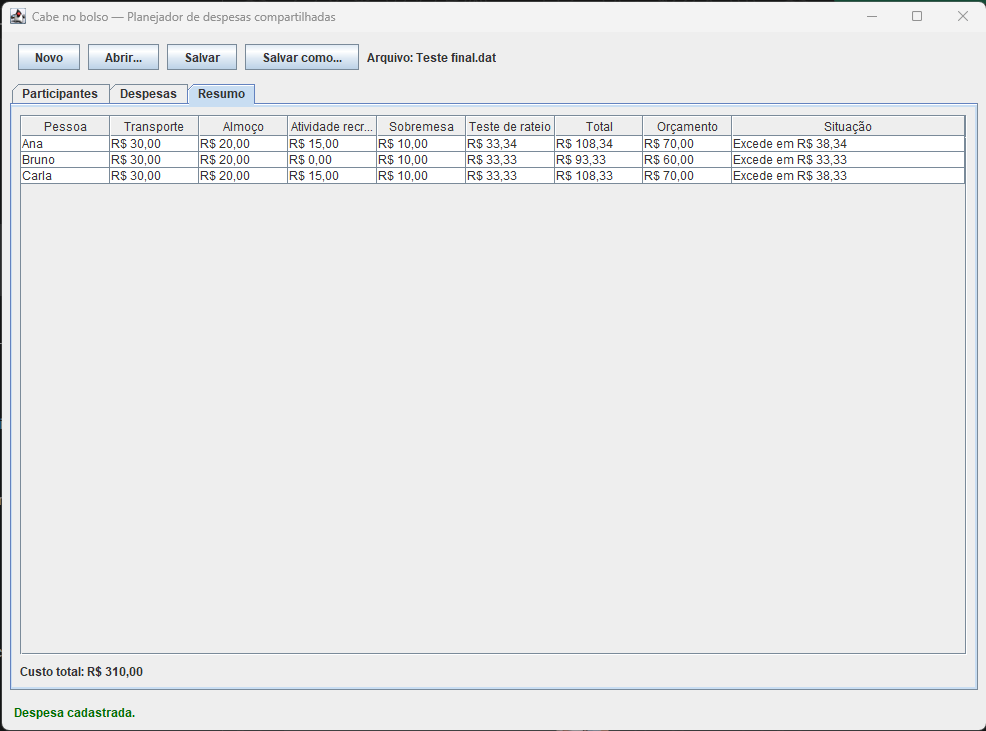 Cabe no bolso — Planejador de despesas compartilhadas
Novo Abrir... Salvar Salvar como... Arquivo: Teste final.dat
Participantes Despesas Resumo
Pessoa Transporte Almoço Atividade recr... Sobremesa Teste de rateio Total Orçamento Situação
Ana R$ 30,00 R$ 20,00 R$ 15,00 R$ 10,00 R$ 33,34 R$ 108,34 R$ 70,00 Excede em R$ 38,34
Bruno R$ 30,00 R$ 20,00 R$ 0,00 R$ 10,00 R$ 33,33 R$ 93,33 R$ 60,00 Excede em R$ 33,33
Carla R$ 30,00 R$ 20,00 R$ 15,00 R$ 10,00 R$ 33,33 R$ 108,33 R$ 70,00 Excede em R$ 38,33
Custo total: R$ 310,00
Despesa cadastrada.